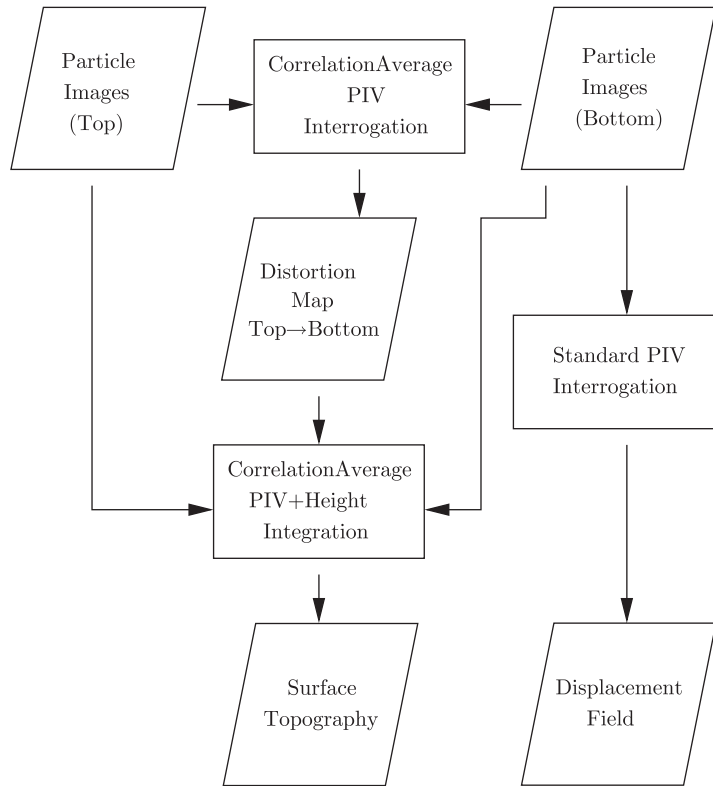 Particle
Images
(Top)
CorrelationAverage
PIV
Interrogation
Particle
Images
(Bottom)
Distortion
Map
Top→Bottom
Standard PIV
Interrogation
CorrelationAverage
PIV+Height
Integration
Surface
Topography
Displacement
Field